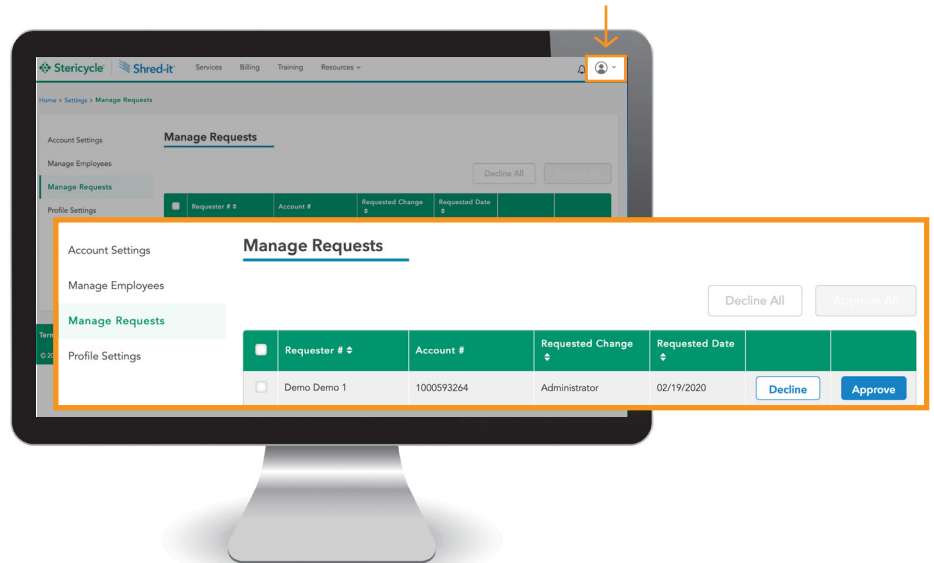 Stericycle Shred-it Services Billing Training Resources
Home > Settings > Manage Requests
Account Settings
Manage Employees
Manage Requests
Profile Settings
Manage Requests
Decline All
Requester # Account # Requested Change Requested Date
Account Settings
Manage Employees
Manage Requests
Profile Settings
Manage Requests
Decline All Approve All
Requester # Account # Requested Change Requested Date
Demo Demo 1 1000593264 Administrator 02/19/2020 Decline Approve